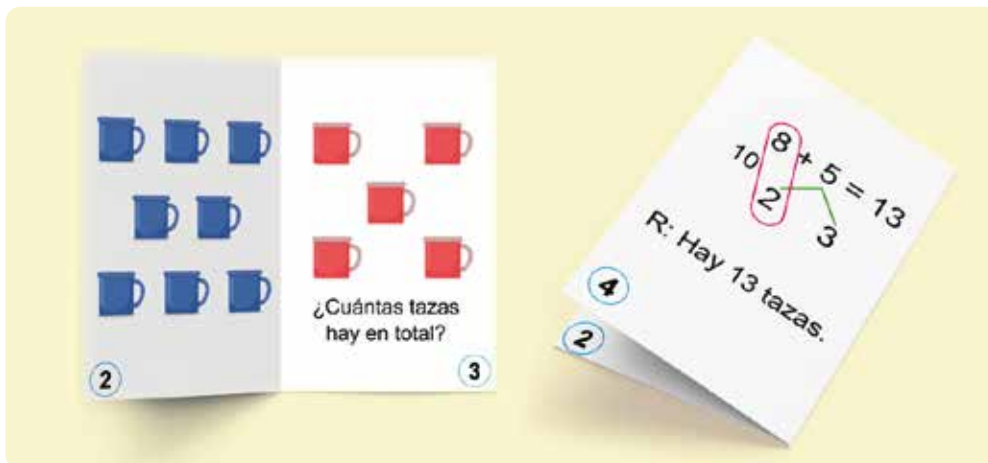 ¿Cuántas tazas
hay en total?
2
3
8 + 5 = 13
10
2
3
R: Hay 13 tazas.
4
2